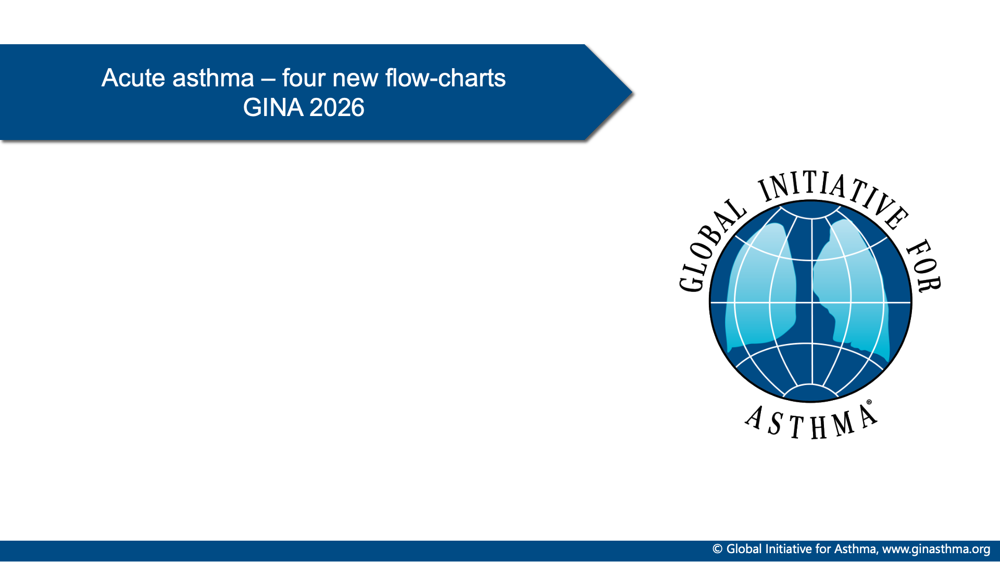 Acute asthma – four new flow-charts
GINA 2026
GLOBAL INITIATIVE FOR
ASTHMA®
© Global Initiative for Asthma, www.ginasthma.org